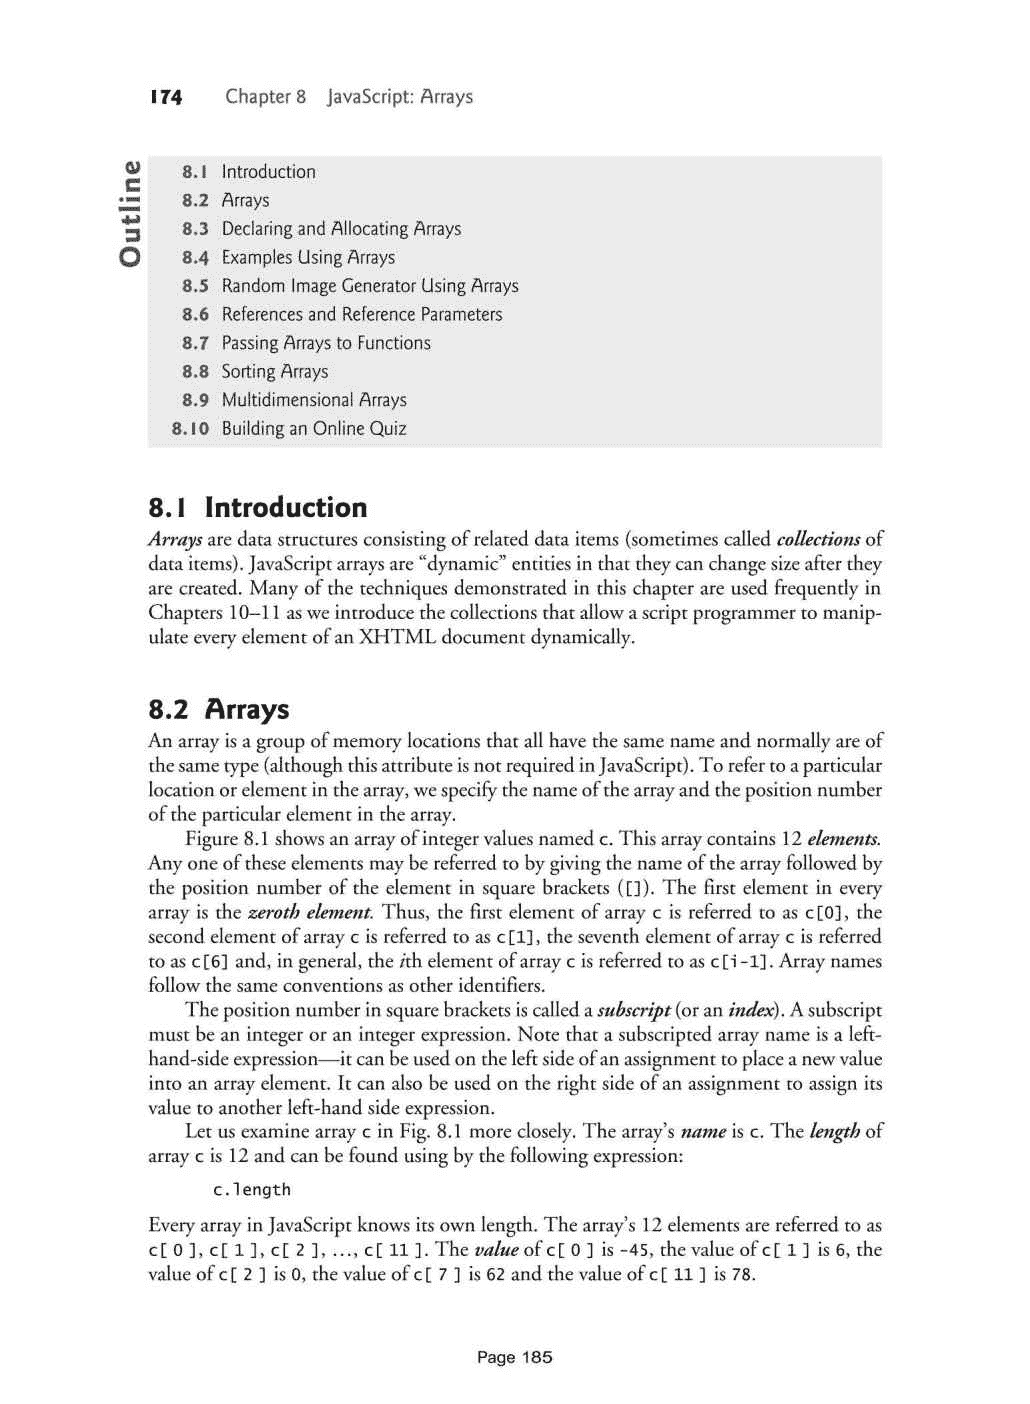 174 Chapter 8 JavaScript: Arrays
Outline
8.1 Introduction
8.2 Arrays
8.3 Declaring and Allocating Arrays
8.4 Examples Using Arrays
8.5 Random Image Generator Using Arrays
8.6 References and Reference Parameters
8.7 Passing Arrays to Functions
8.8 Sorting Arrays
8.9 Multidimensional Arrays
8.10 Building an Online Quiz
8.1 Introduction
Arrays are data structures consisting of related data items (sometimes called collections of
data items). JavaScript arrays are “dynamic” entities in that they can change size after they
are created. Many of the techniques demonstrated in this chapter are used frequently in
Chapters 10–11 as we introduce the collections that allow a script programmer to manip-
ulate every element of an XHTML document dynamically.
8.2 Arrays
An array is a group of memory locations that all have the same name and normally are of
the same type (although this attribute is not required in JavaScript). To refer to a particular
location or element in the array, we specify the name of the array and the position number
of the particular element in the array.
Figure 8.1 shows an array of integer values named c. This array contains 12 elements.
Any one of these elements may be referred to by giving the name of the array followed by
the position number of the element in square brackets ([]). The first element in every
array is the zeroth element. Thus, the first element of array c is referred to as c[0], the
second element of array c is referred to as c[1], the seventh element of array c is referred
to as c[6] and, in general, the ith element of array c is referred to as c[i-1]. Array names
follow the same conventions as other identifiers.
The position number in square brackets is called a subscript (or an index). A subscript
must be an integer or an integer expression. Note that a subscripted array name is a left-
hand-side expression—it can be used on the left side of an assignment to place a new value
into an array element. It can also be used on the right side of an assignment to assign its
value to another left-hand side expression.
Let us examine array c in Fig. 8.1 more closely. The array’s name is c. The length of
array c is 12 and can be found using by the following expression:
c.length
Every array in JavaScript knows its own length. The array’s 12 elements are referred to as
c[ 0 ], c[ 1 ], c[ 2 ], …, c[ 11 ]. The value of c[ 0 ] is -45, the value of c[ 1 ] is 6, the
value of c[ 2 ] is 0, the value of c[ 7 ] is 62 and the value of c[ 11 ] is 78.
Page 185